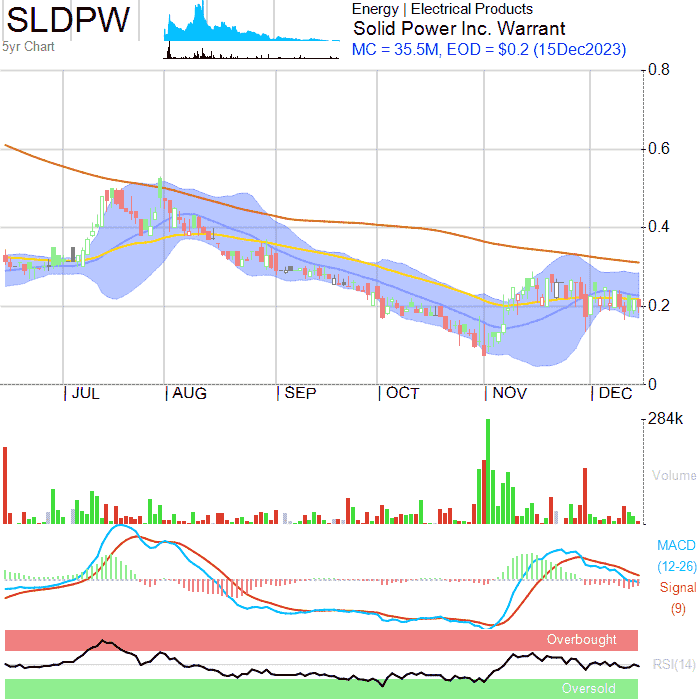 SLDPW
5yr Chart
Energy | Electrical Products
Solid Power Inc. Warrant
MC = 35.5M, EOD = $0.2 (15Dec2023)
0.8
0.6
0.4
0.2
0
JUL AUG SEP OCT NOV DEC
284k
Volume
MACD
(12-26)
Signal
(9)
Overbought
RSI(14)
Oversold